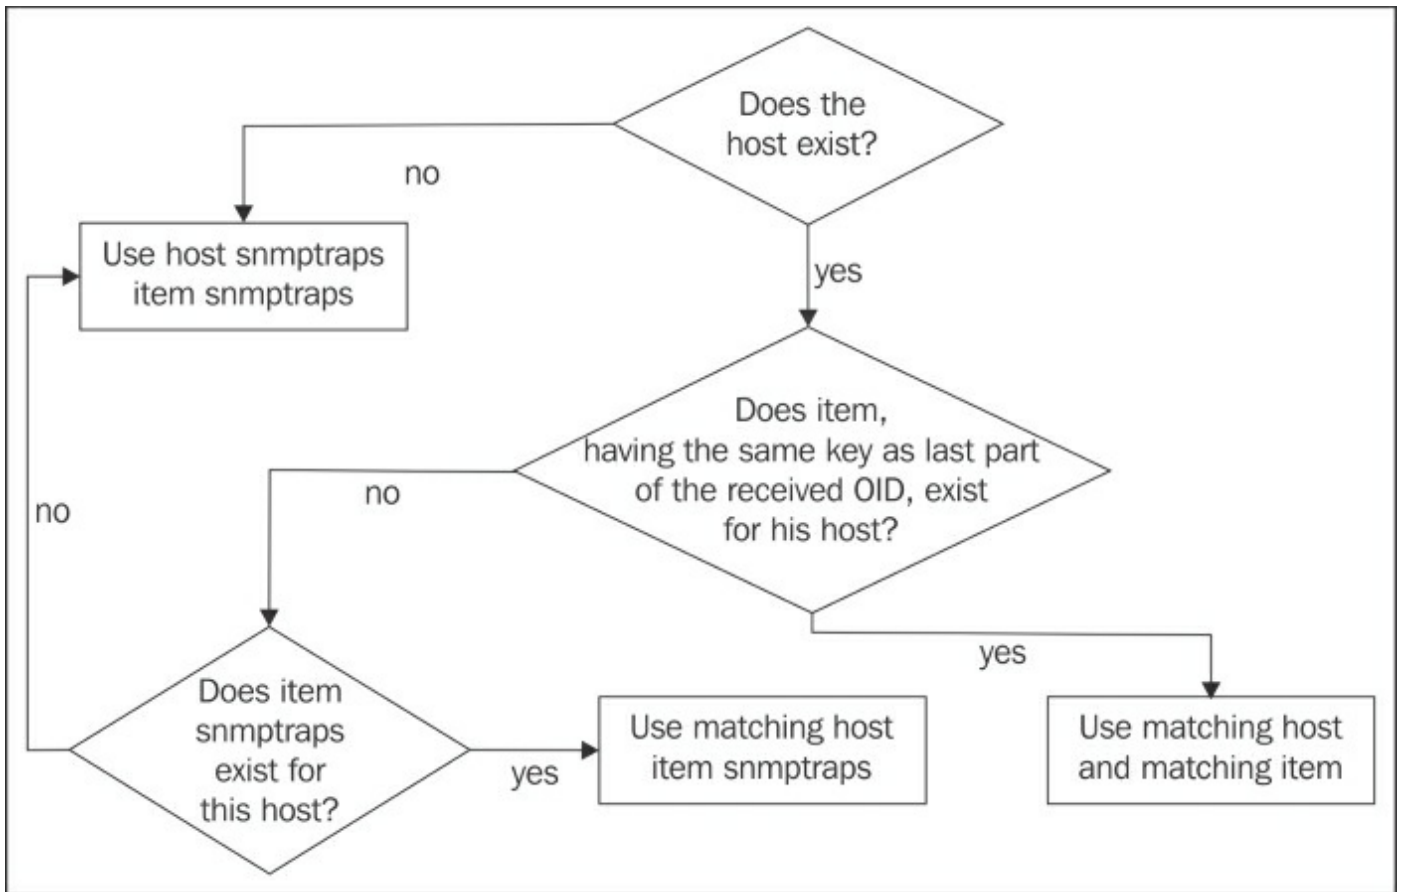 Does the
host exist?
no
Use host snmptraps
item snmptraps
yes
Does item,
having the same key as last part
of the received OID, exist
for his host?
no
no
yes
Does item
snmptraps
exist for
this host?
yes
Use matching host
item snmptraps
Use matching host
and matching item